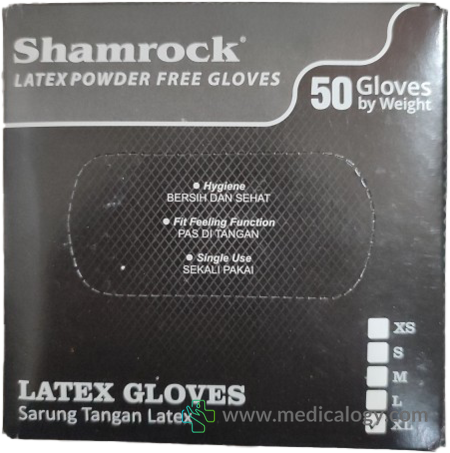 Shamrock®
LATEX POWDER FREE GLOVES
50 Gloves
by Weight
• Hygiene
BERSIH DAN SEHAT
• Fit Feeling Function
PAS DI TANGAN
• Single Use
SEKALI PAKAI
XS
S
M
L
XL
LATEX GLOVES
Sarung Tangan Latex
www.medicalogy.com